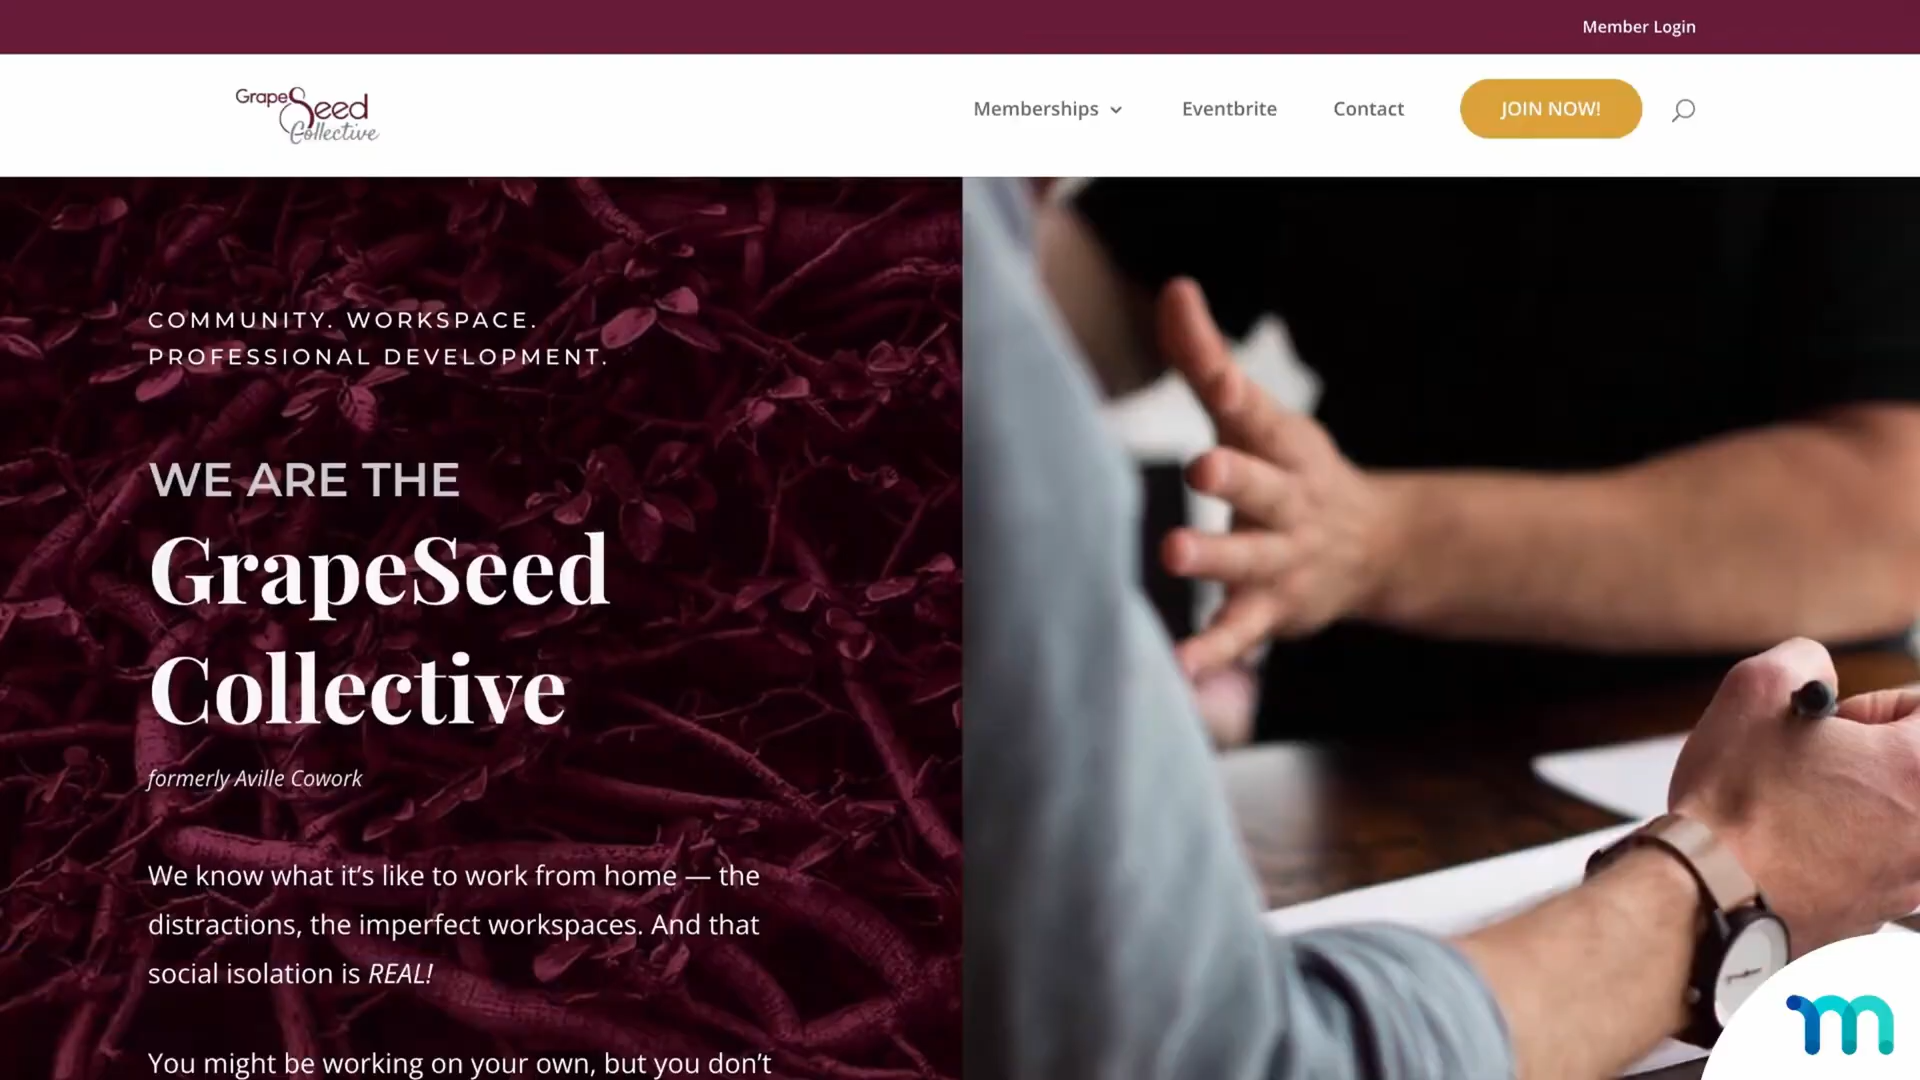 Member Login
GrapeSeed
Collective
Memberships
Eventbrite
Contact
JOIN NOW!
COMMUNITY. WORKSPACE.
PROFESSIONAL DEVELOPMENT.
WE ARE THE
GrapeSeed
Collective
formerly Aville Cowork
We know what it’s like to work from home — the
distractions, the imperfect workspaces. And that
social isolation is REAL!
You might be working on your own, but you don’t
m